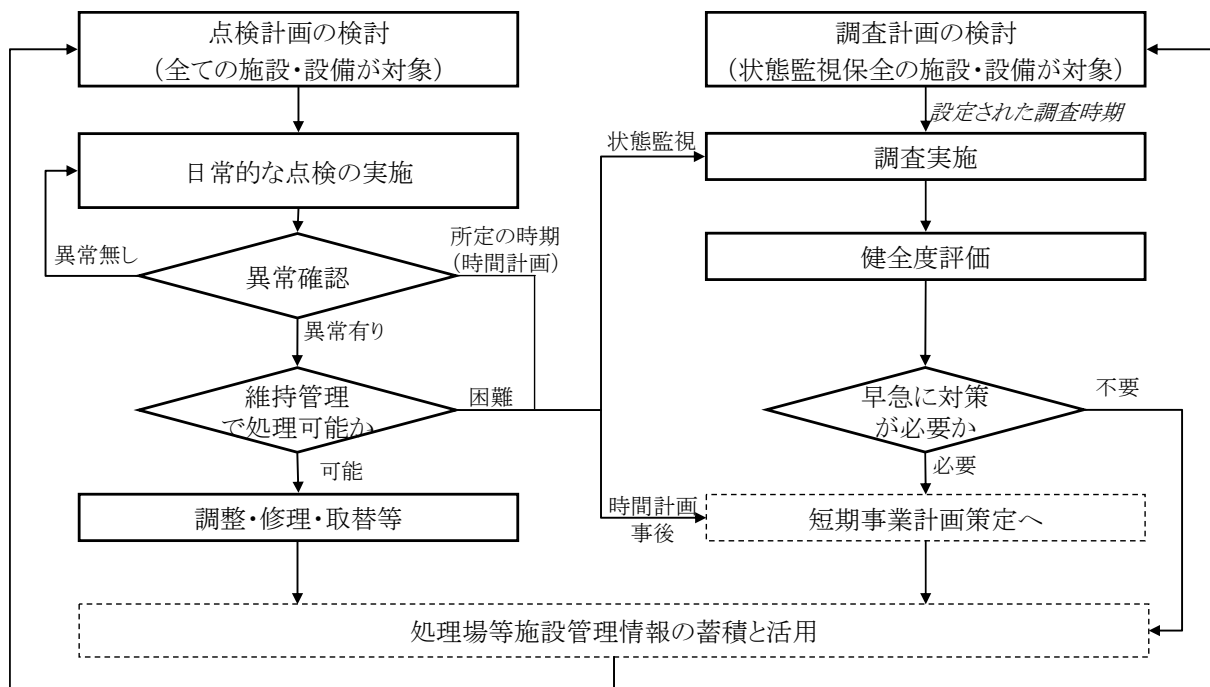 点検計画の検討
（全ての施設・設備が対象）
日常的な点検の実施
異常無し
異常確認
所定の時期
（時間計画）
異常有り
維持管理
で処理可能か
困難
可能
調整・修理・取替等
調査計画の検討
（状態監視保全の施設・設備が対象）
設定された調査時期
状態監視
調査実施
健全度評価
早急に対策
が必要か
不要
必要
時間計画
事後
短期事業計画策定へ
処理場等施設管理情報の蓄積と活用